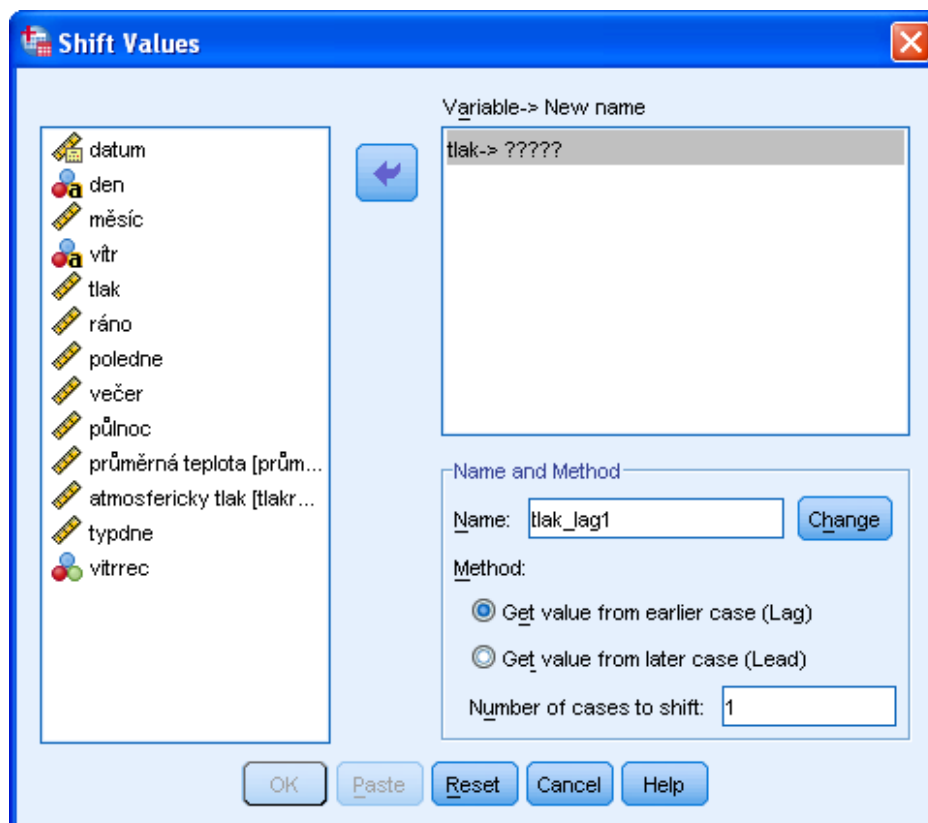 Shift Values
Variable-> New name
datum
den
měsíc
vítr
tlak
ráno
poledne
večer
půlnoc
průměrná teplota [prům...
atmosfericky tlak [tlakr...
typdne
vitrrec
tlak-> ?????
Name and Method
Name: tlak_lag1 Change
Method:
Get value from earlier case (Lag)
Get value from later case (Lead)
Number of cases to shift: 1
OK Paste Reset Cancel Help